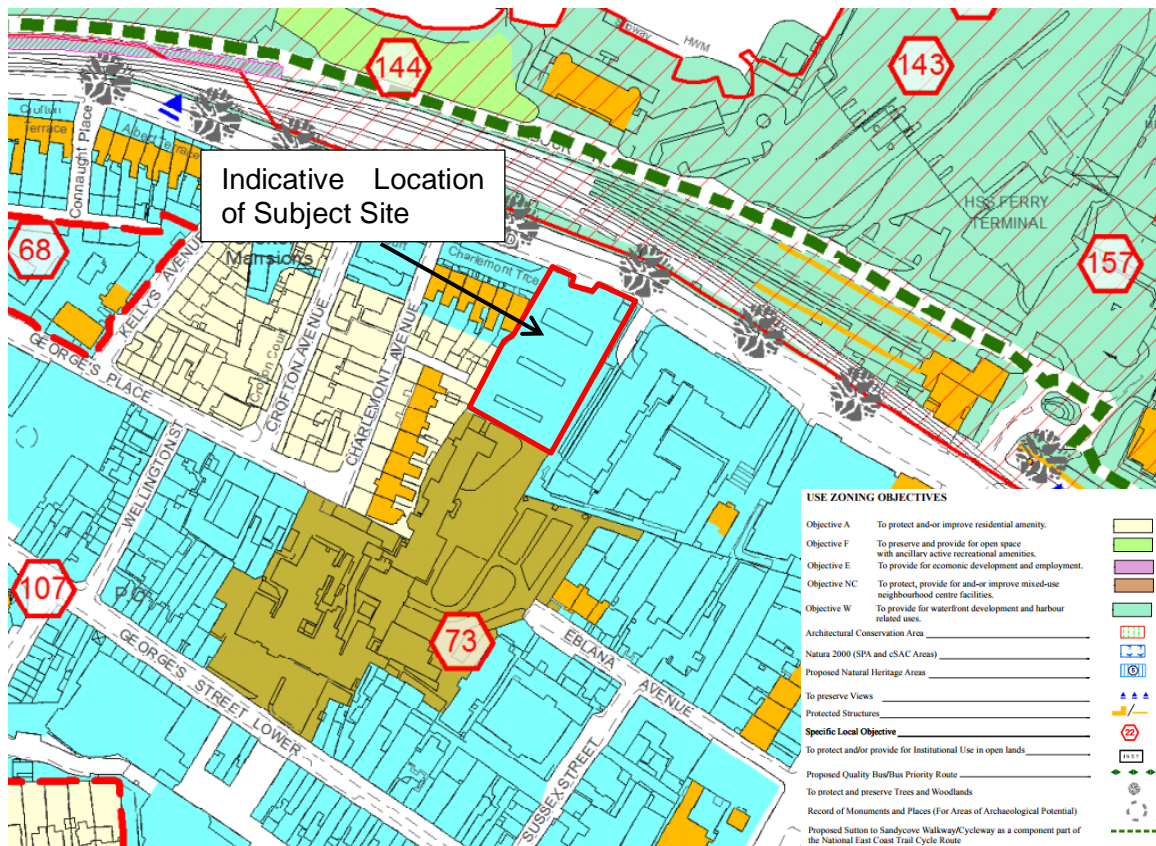 Slipway
HWM
144
143
Crofton
Terrace
Connaught Place
Albert Terrace
Indicative Location
of Subject Site
HSS FERRY
TERMINAL
68
157
Mansions
Charlemont Trce
KELLYS AVENUE
CROFTON AVENUE
CHARLEMONT AVENUE
Crofton Court
GEORGE'S PLACE
WELLINGTON ST
107
P O
73
GEORGE'S STREET LOWER
EBLANA AVENUE
SUSSEX STREET
USE ZONING OBJECTIVES
Objective A To protect and-or improve residential amenity.
Objective F To preserve and provide for open space
with ancillary active recreational amenities.
Objective E To provide for economic development and employment.
Objective NC To protect, provide for and-or improve mixed-use
neighbourhood centre facilities.
Objective W To provide for waterfront development and harbour
related uses.
Architectural Conservation Area
Natura 2000 (SPA and cSAC Areas)
Proposed Natural Heritage Areas
To preserve Views
Protected Structures
Specific Local Objective
22
To protect and/or provide for Institutional Use in open lands
INST
Proposed Quality Bus/Bus Priority Route
To protect and preserve Trees and Woodlands
Record of Monuments and Places (For Areas of Archaeological Potential)
Proposed Sutton to Sandycove Walkway/Cycleway as a component part of
the National East Coast Trail Cycle Route